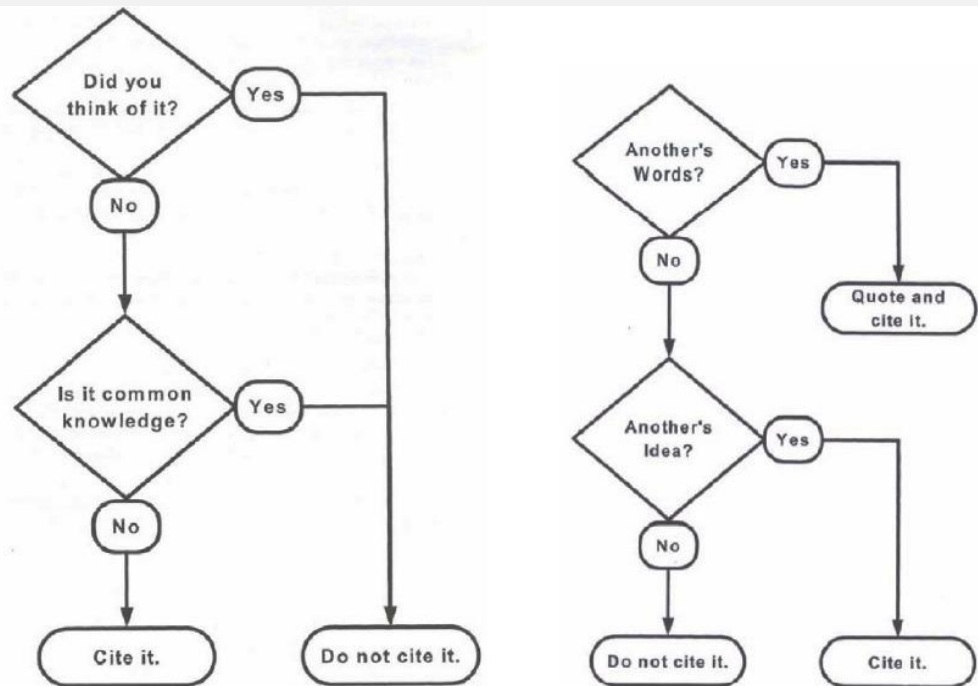 Did you
think of it?
Yes
No
Is it common
knowledge?
Yes
No
Cite it.
Do not cite it.
Another's
Words?
Yes
No
Quote and
cite it.
Another's
Idea?
Yes
No
Do not cite it.
Cite it.